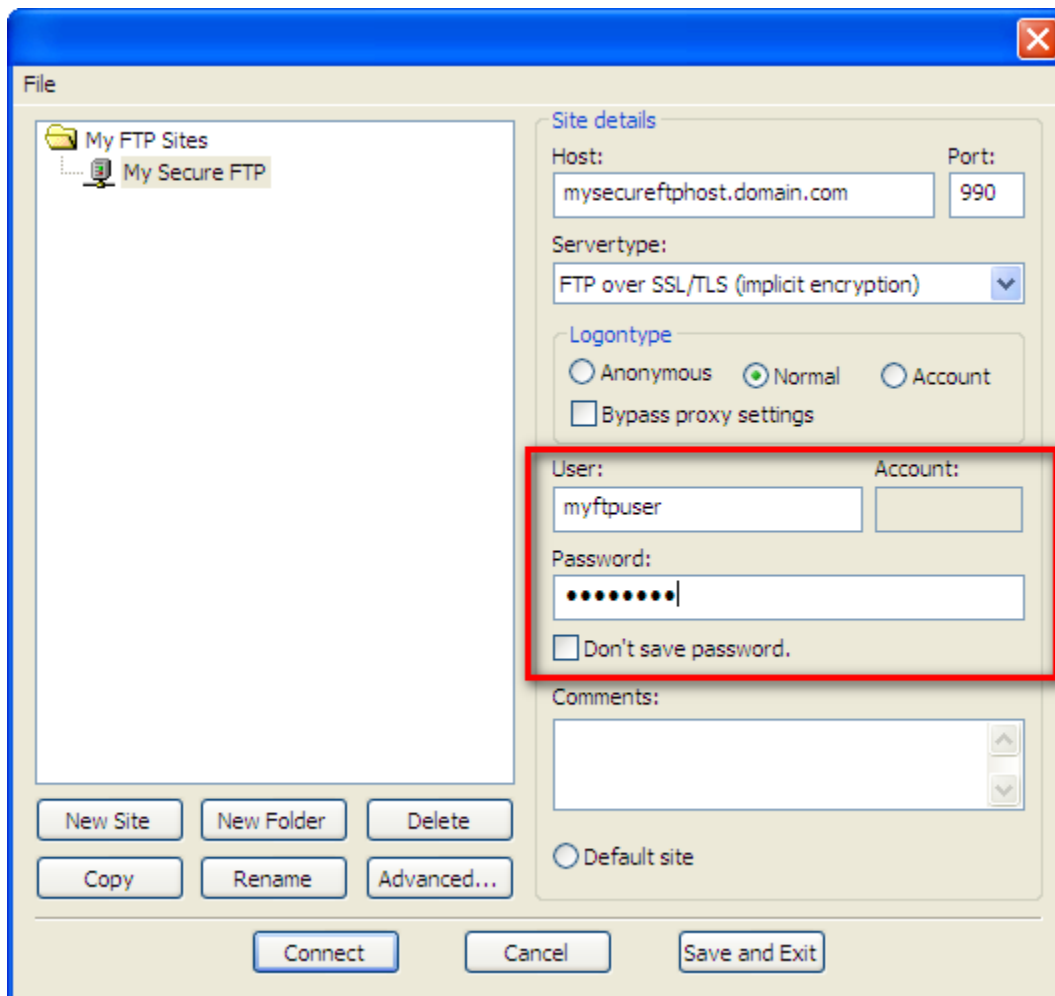 File
My FTP Sites
My Secure FTP
Site details
Host: Port:
mysecureftphost.domain.com 990
Servertype:
FTP over SSL/TLS (implicit encryption)
Logontype
Anonymous Normal Account
Bypass proxy settings
User: Account:
myftpuser
Password:
••••••••
Don't save password.
Comments:
Default site
New Site New Folder Delete
Copy Rename Advanced...
Connect Cancel Save and Exit